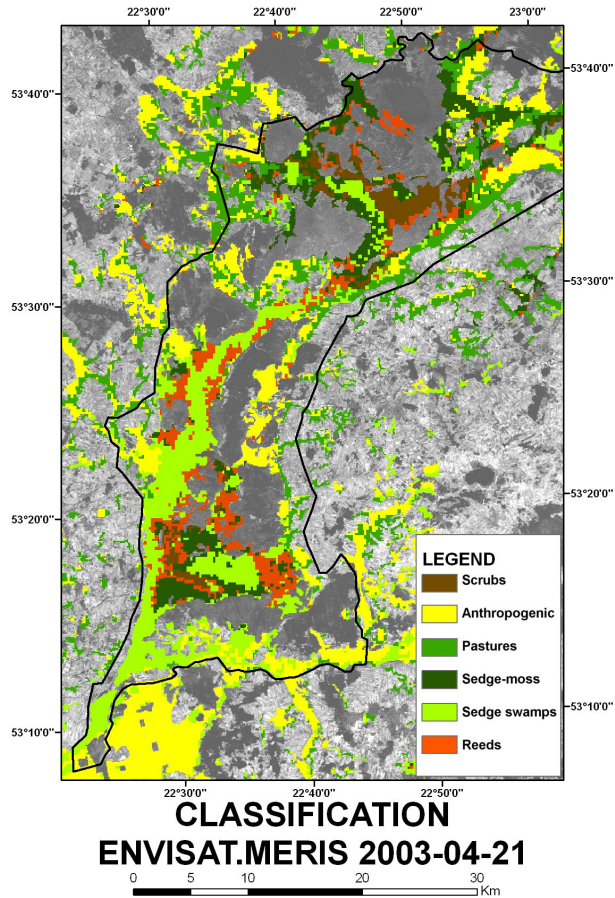 22°30'0'' 22°40'0'' 22°50'0'' 23°0'0''
53°40'0'' 53°40'0''
53°30'0'' 53°30'0''
53°20'0'' 53°20'0''
LEGEND
Scrubs
Anthropogenic
Pastures
Sedge-moss
Sedge swamps
Reeds
53°10'0'' 53°10'0''
22°30'0'' 22°40'0'' 22°50'0''
CLASSIFICATION
ENVISAT.MERIS 2003-04-21
0 5 10 20 30
Km